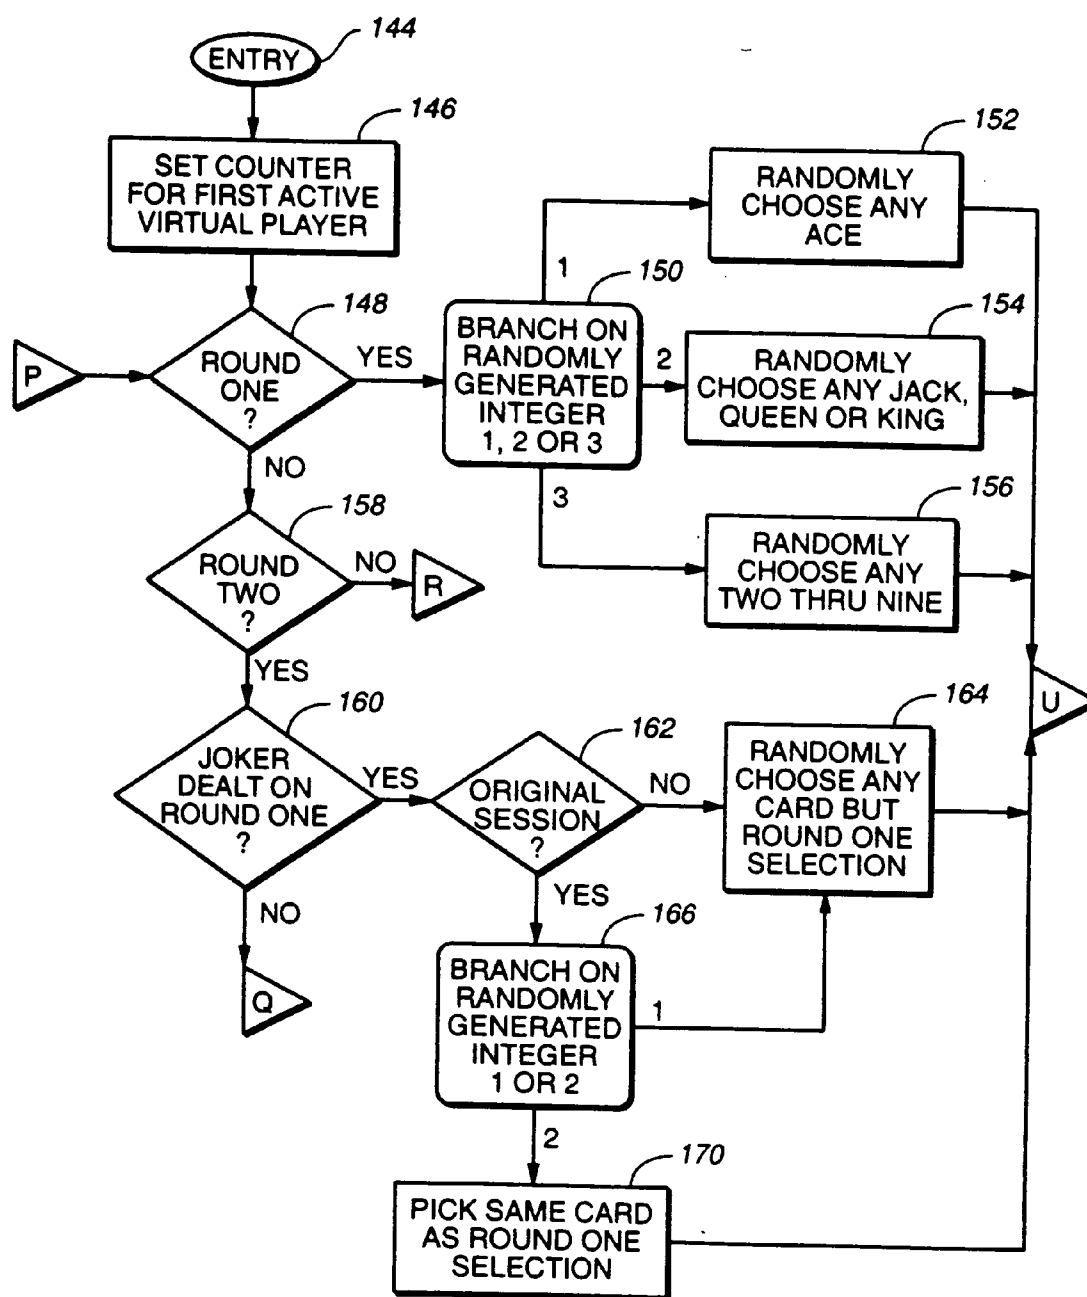 ENTRY
144
146
SET COUNTER
FOR FIRST ACTIVE
VIRTUAL PLAYER
152
RANDOMLY
CHOOSE ANY
ACE
1
148
ROUND
ONE
?
P
YES
150
BRANCH ON
RANDOMLY
GENERATED
INTEGER
1, 2 OR 3
2
154
RANDOMLY
CHOOSE ANY JACK,
QUEEN OR KING
NO
3
156
RANDOMLY
CHOOSE ANY
TWO THRU NINE
158
ROUND
TWO
?
NO
R
YES
U
160
JOKER
DEALT ON
ROUND ONE
?
YES
162
ORIGINAL
SESSION
?
NO
164
RANDOMLY
CHOOSE ANY
CARD BUT
ROUND ONE
SELECTION
NO
Q
YES
166
BRANCH ON
RANDOMLY
GENERATED
INTEGER
1 OR 2
1
2
170
PICK SAME CARD
AS ROUND ONE
SELECTION